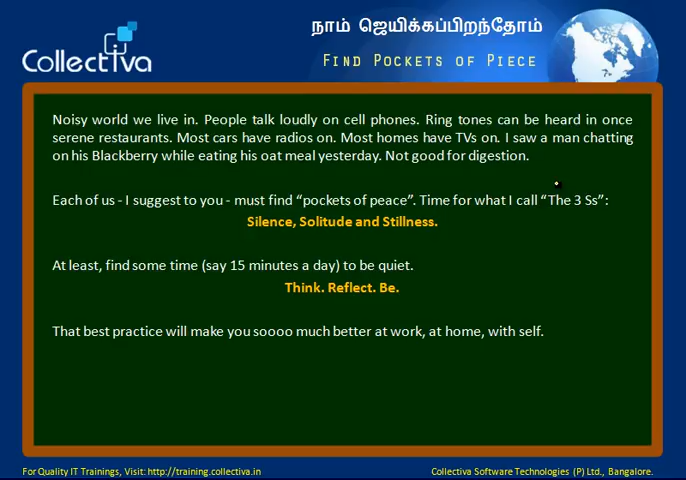 Collectiva
நாம் ஜெயிக்கப்பிறந்தோம்
FIND POCKETS OF PIECE
Noisy world we live in. People talk loudly on cell phones. Ring tones can be heard in once
serene restaurants. Most cars have radios on. Most homes have TVs on. I saw a man chatting
on his Blackberry while eating his oat meal yesterday. Not good for digestion.
Each of us - I suggest to you - must find “pockets of peace”. Time for what I call “The 3 Ss”:
Silence, Solitude and Stillness.
At least, find some time (say 15 minutes a day) to be quiet.
Think. Reflect. Be.
That best practice will make you soooo much better at work, at home, with self.
For Quality IT Trainings, Visit: http://training.collectiva.in
Collectiva Software Technologies (P) Ltd., Bangalore.